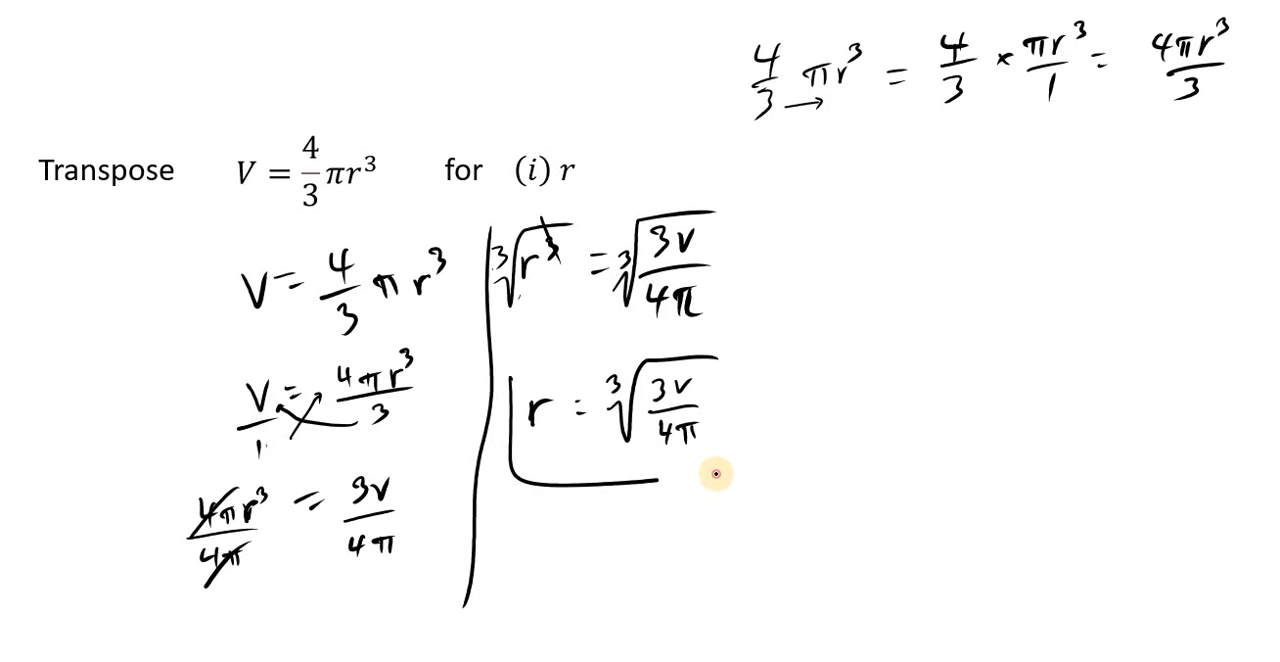 4/3 πr³ = 4/3 × πr³/1 = 4πr³/3
Transpose V = 4/3 πr³ for (i) r
V = 4/3 π r³
V/1 = 4πr³/3
4πr³/4π = 3V/4π
∛r³ = ∛(3V/4π)
r = ∛(3V/4π)